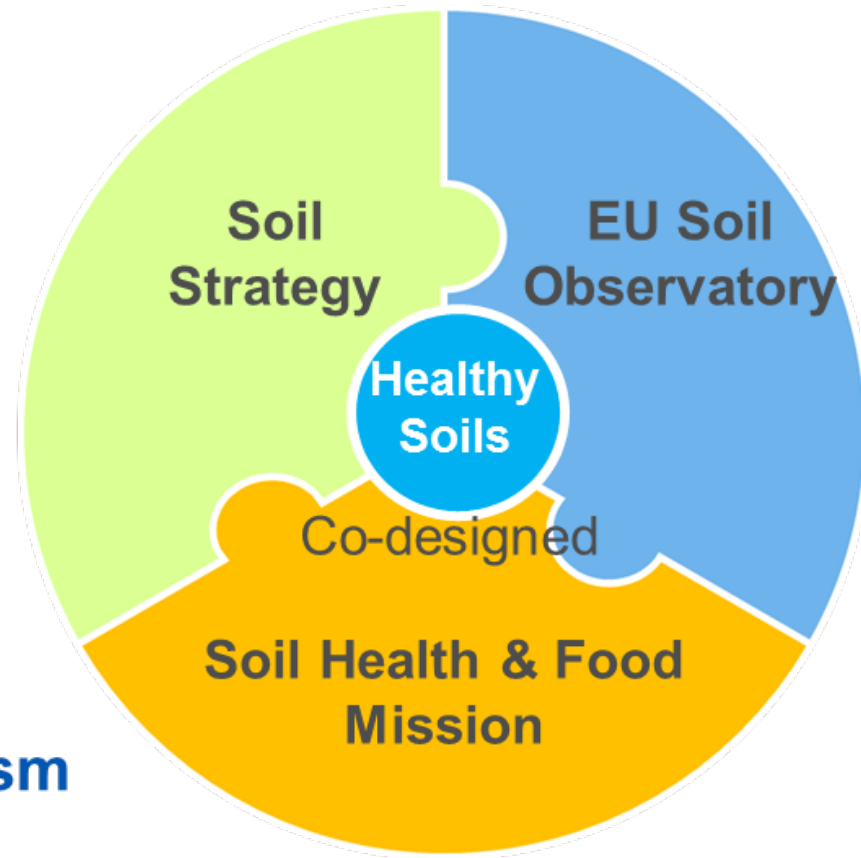 Soil
Strategy
EU Soil
Observatory
Healthy
Soils
Co-designed
Soil Health & Food
Mission
sm